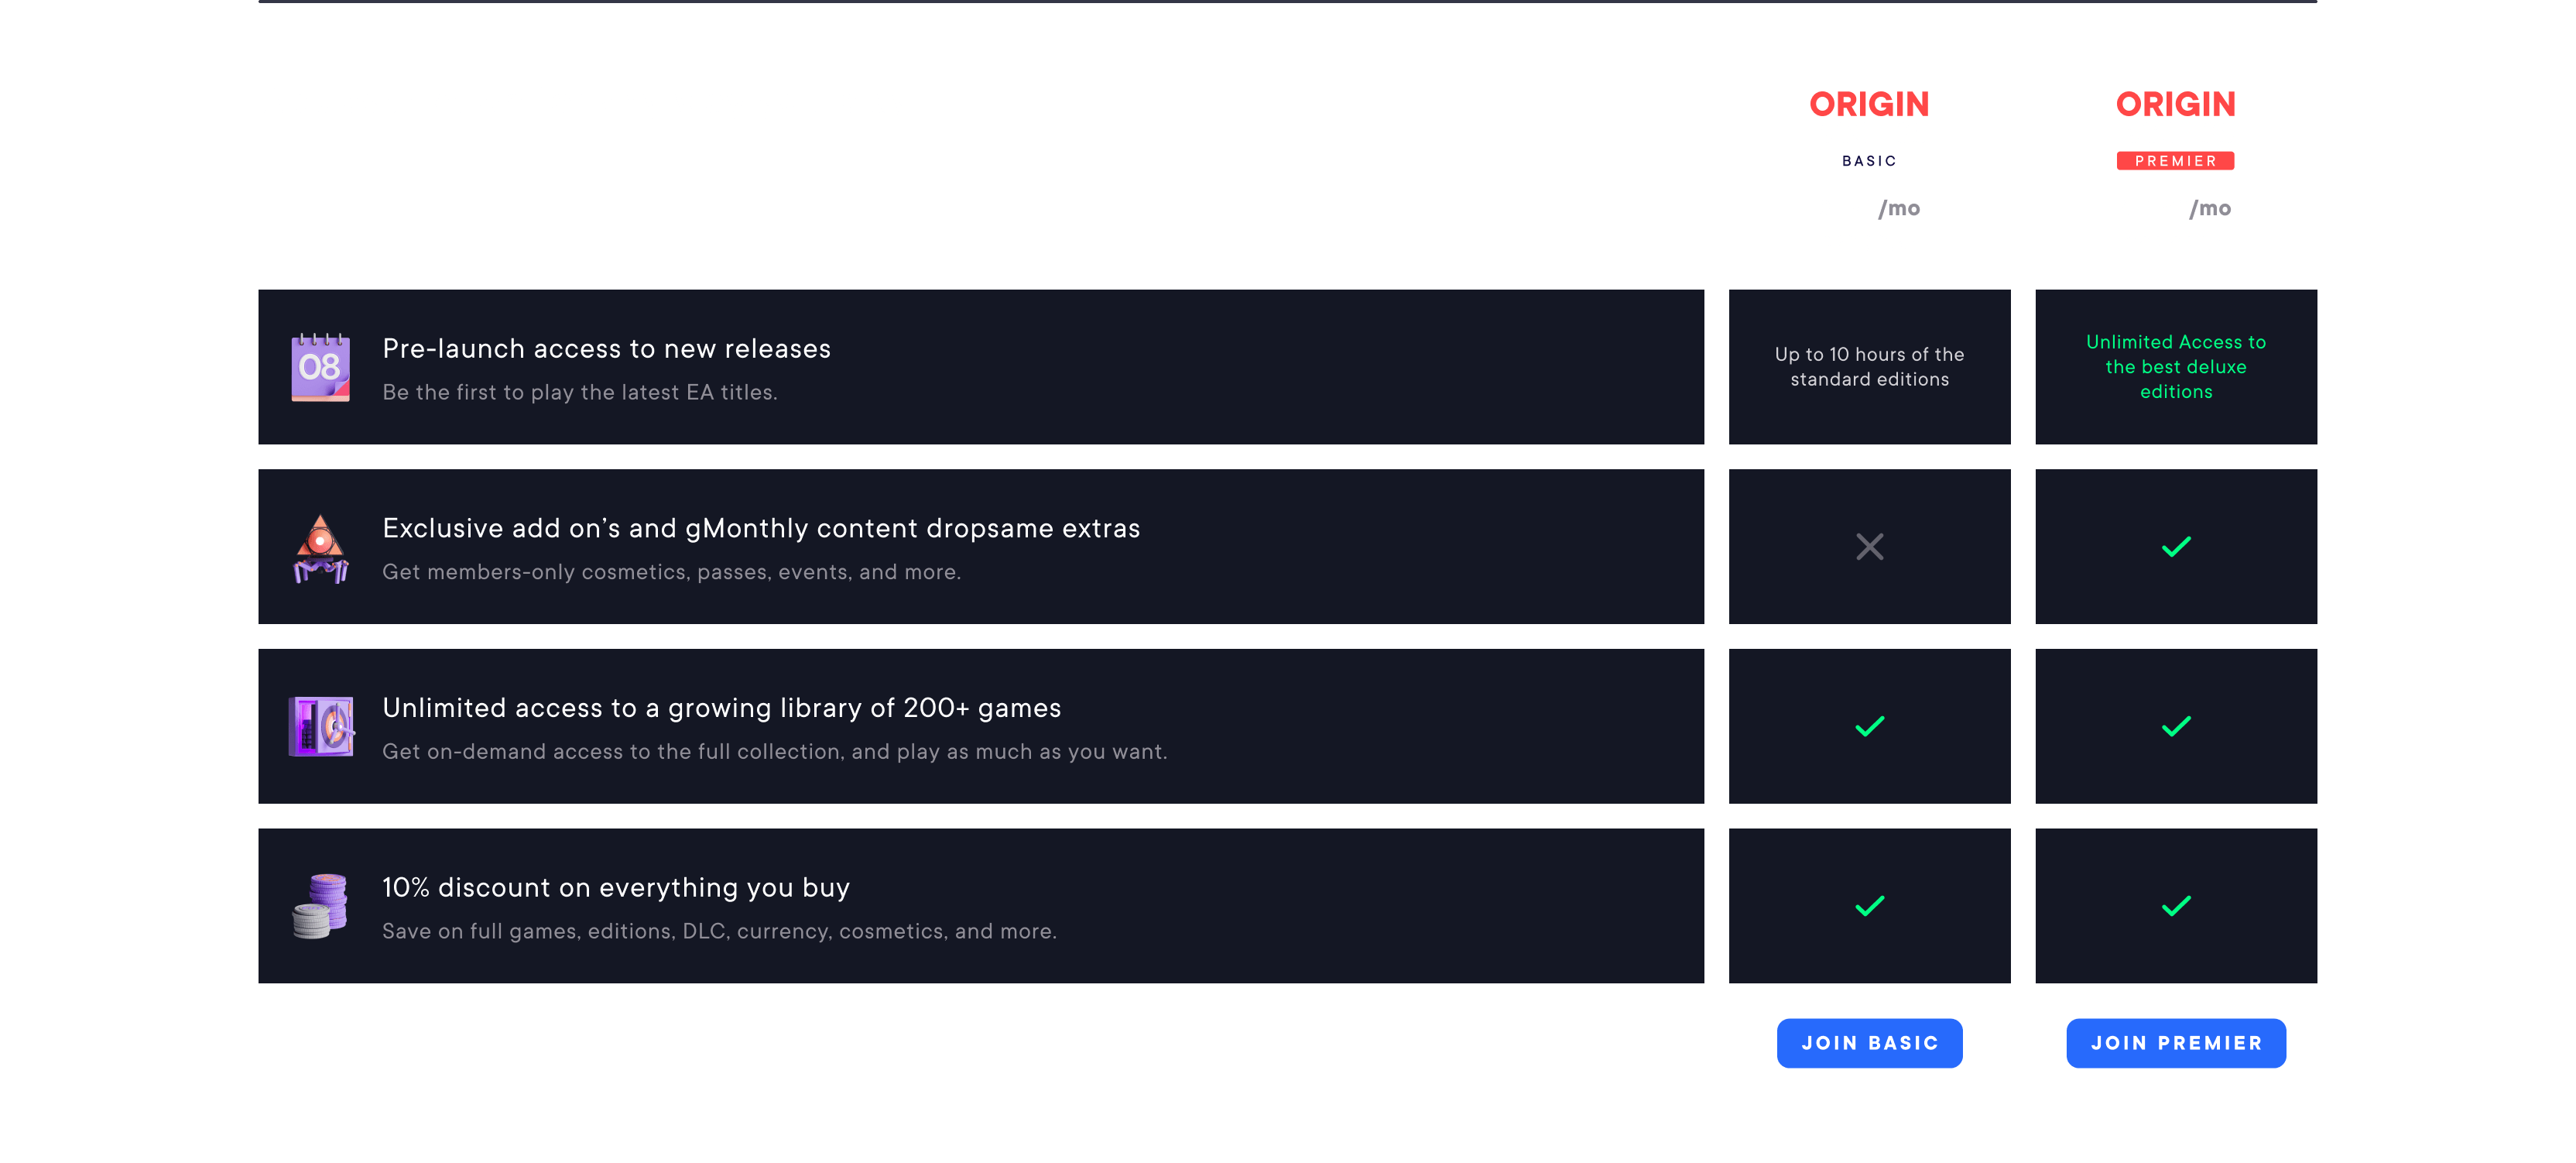 ORIGIN
BASIC
/mo
ORIGIN
PREMIER
/mo
08
Pre-launch access to new releases
Be the first to play the latest EA titles.
Up to 10 hours of the
standard editions
Unlimited Access to
the best deluxe
editions
Exclusive add on’s and gMonthly content dropsame extras
Get members-only cosmetics, passes, events, and more.
Unlimited access to a growing library of 200+ games
Get on-demand access to the full collection, and play as much as you want.
10% discount on everything you buy
Save on full games, editions, DLC, currency, cosmetics, and more.
JOIN BASIC
JOIN PREMIER